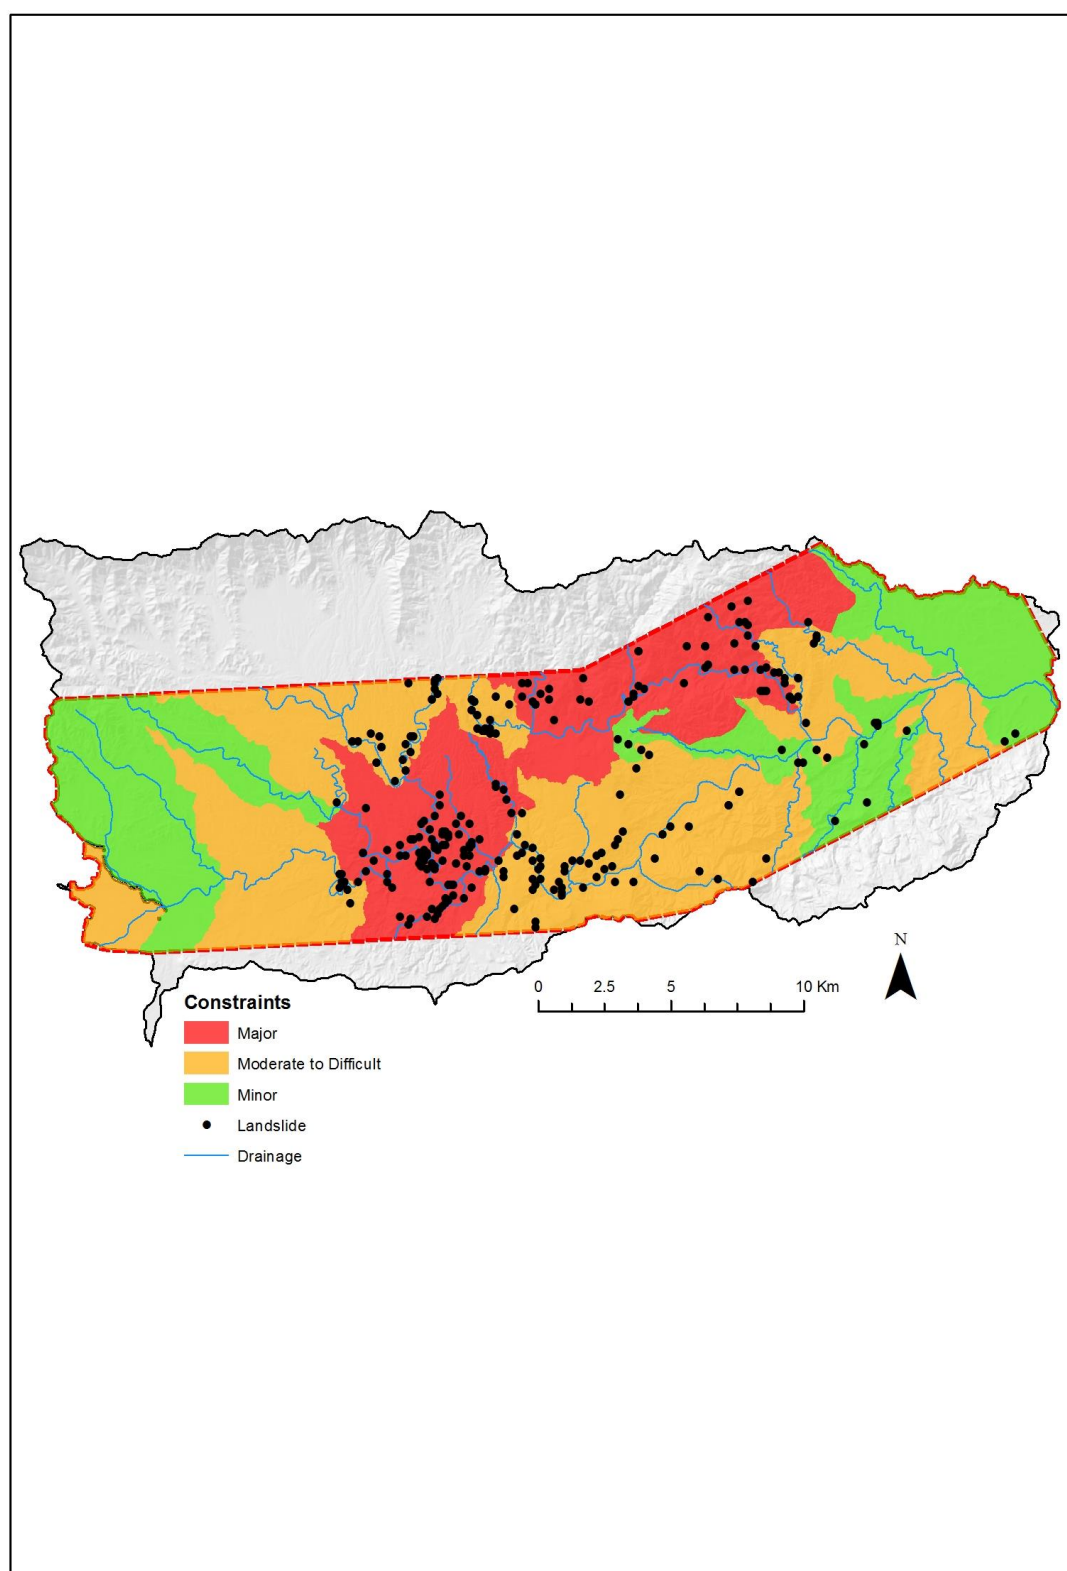 N
0 2.5 5 10 Km
Constraints
Major
Moderate to Difficult
Minor
Landslide
Drainage